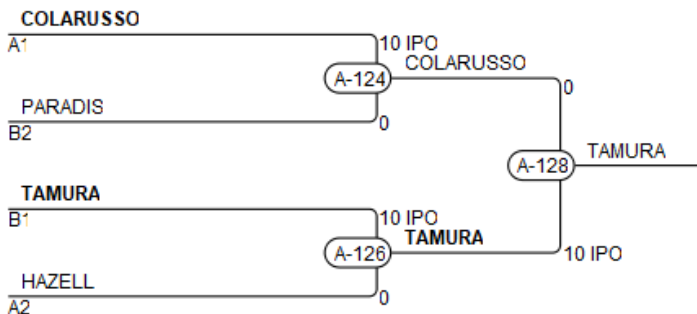 COLARUSSO
A1
10 IPO
A-124
COLARUSSO
0
PARADIS
B2
0
A-128
TAMURA
TAMURA
B1
10 IPO
A-126
TAMURA
10 IPO
HAZELL
A2
0